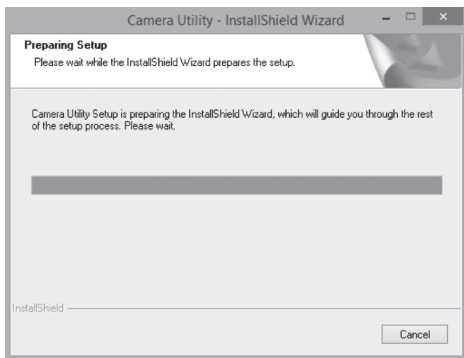 Camera Utility - InstallShield Wizard
Preparing Setup
Please wait while the InstallShield Wizard prepares the setup.
Camera Utility Setup is preparing the InstallShield Wizard, which will guide you through the rest
of the setup process. Please wait.
InstallShield
Cancel